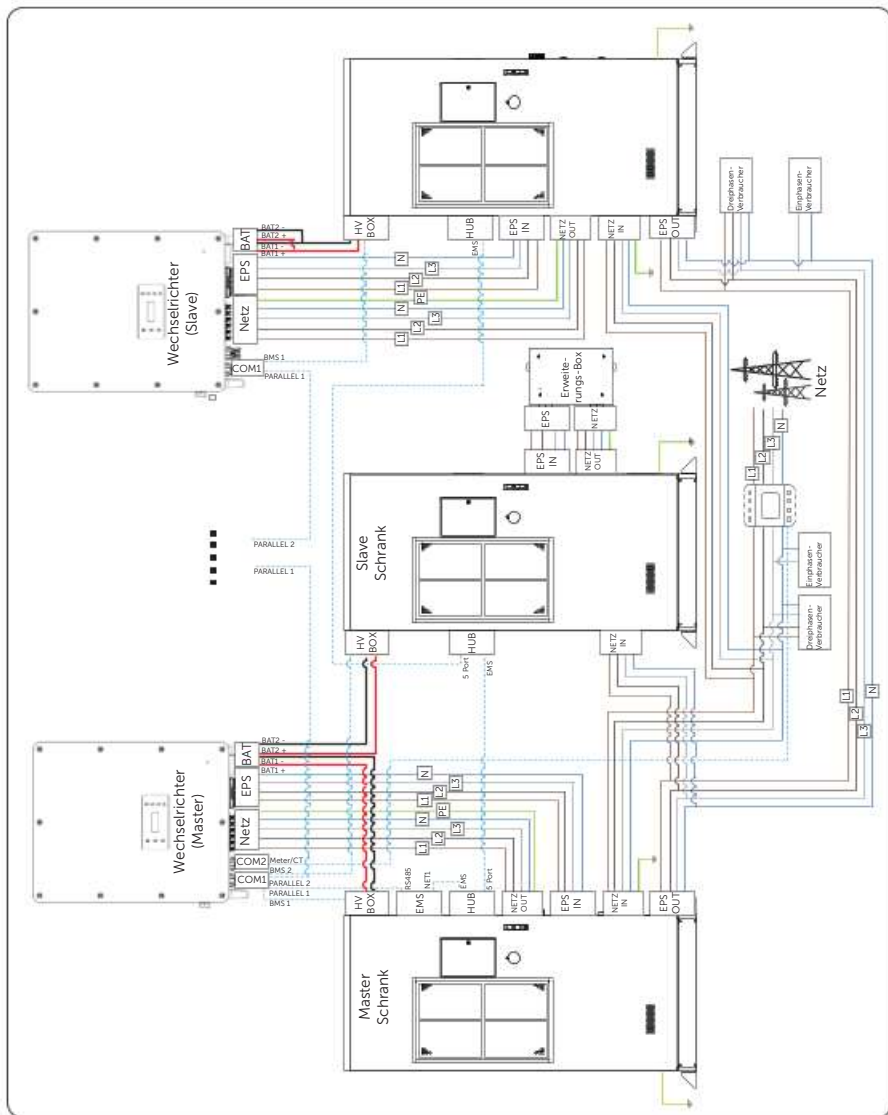 Wechselrichter
(Slave)
BAT
EPS
Netz
COM1
BAT2 -
BAT2 +
BAT1 -
BAT1 +
N
L3
L2
L1
PE
N
L3
L2
L1
BMS 1
PARALLEL 1
HV
BOX
HUB
EMS
EPS
IN
NETZ
OUT
NETZ
IN
EPS
OUT
Dreiphasen-
Verbraucher
Einphasen-
Verbraucher
PARALLEL 2
PARALLEL 1
Slave
Schrank
HV
BOX
HUB
5 Port
EMS
NETZ
IN
EPS
IN
NETZ
OUT
EPS
NETZ
Erweite-
rungs-Box
Netz
L1
L2
L3
N
Einphasen-
Verbraucher
Dreiphasen-
Verbraucher
Wechselrichter
(Master)
BAT
EPS
Netz
COM2
COM1
BAT2 -
BAT2 +
BAT1 -
BAT1 +
N
L3
L2
L1
PE
N
L3
L2
L1
Meter/CT
BMS 2
PARALLEL 2
PARALLEL 1
BMS 1
RS485
NET1
EMS
5 Port
HV
BOX
EMS
HUB
NETZ
OUT
EPS
IN
NETZ
IN
EPS
OUT
Master
Schrank
L1
L2
L3
N